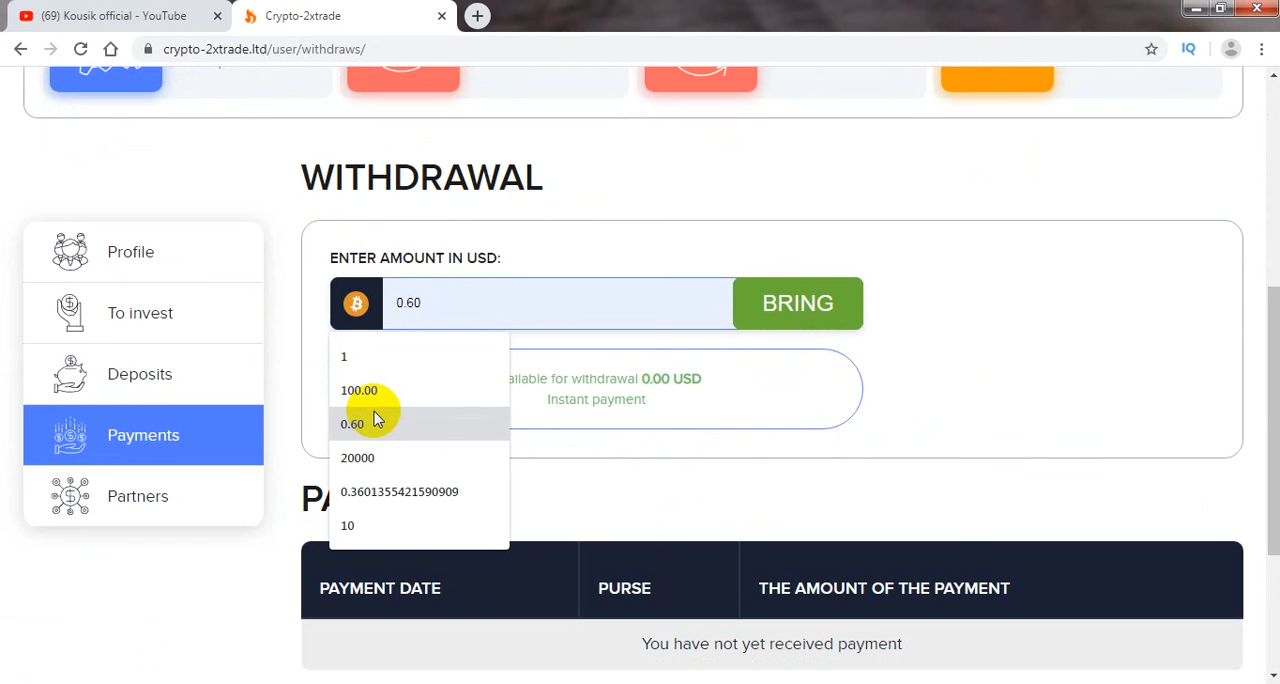 (69) Kousik official - YouTube
Crypto-2xtrade
crypto-2xtrade.ltd/user/withdraws/
IQ
WITHDRAWAL
Profile
To invest
Deposits
Payments
Partners
ENTER AMOUNT IN USD:
0.60
BRING
1
100.00
0.60
20000
0.3601355421590909
10
for withdrawal 0.00 USD
Instant payment
PAYMENT DATE
PURSE
THE AMOUNT OF THE PAYMENT
You have not yet received payment